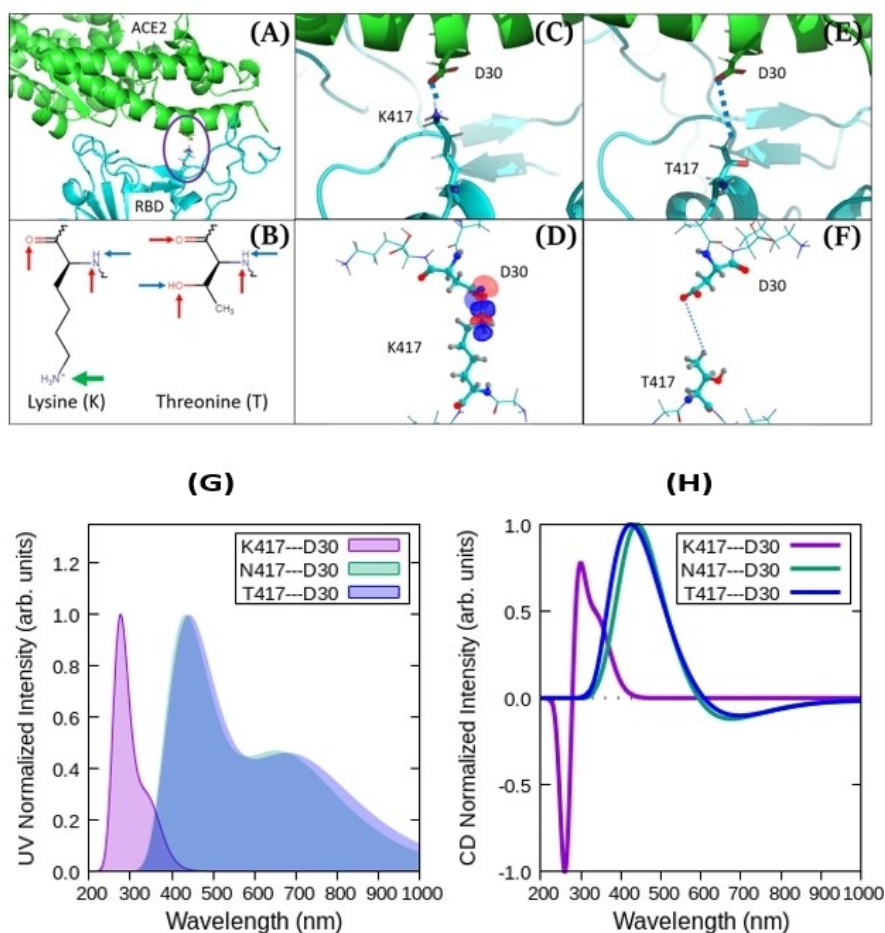 ACE2
(A)
RBD
(B)
O
NH
H₃N⁺
Lysine (K)
O
NH
HO
CH₃
Threonine (T)
(C)
D30
K417
(D)
D30
K417
(E)
D30
T417
(F)
D30
T417
(G)
UV Normalized Intensity (arb. units)
K417---D30
N417---D30
T417---D30
1.2
1.0
0.8
0.6
0.4
0.2
0.0
200 300 400 500 600 700 800 900 1000
Wavelength (nm)
(H)
CD Normalized Intensity (arb. units)
K417---D30
N417---D30
T417---D30
1.0
0.5
0.0
-0.5
-1.0
200 300 400 500 600 700 800 900 1000
Wavelength (nm)